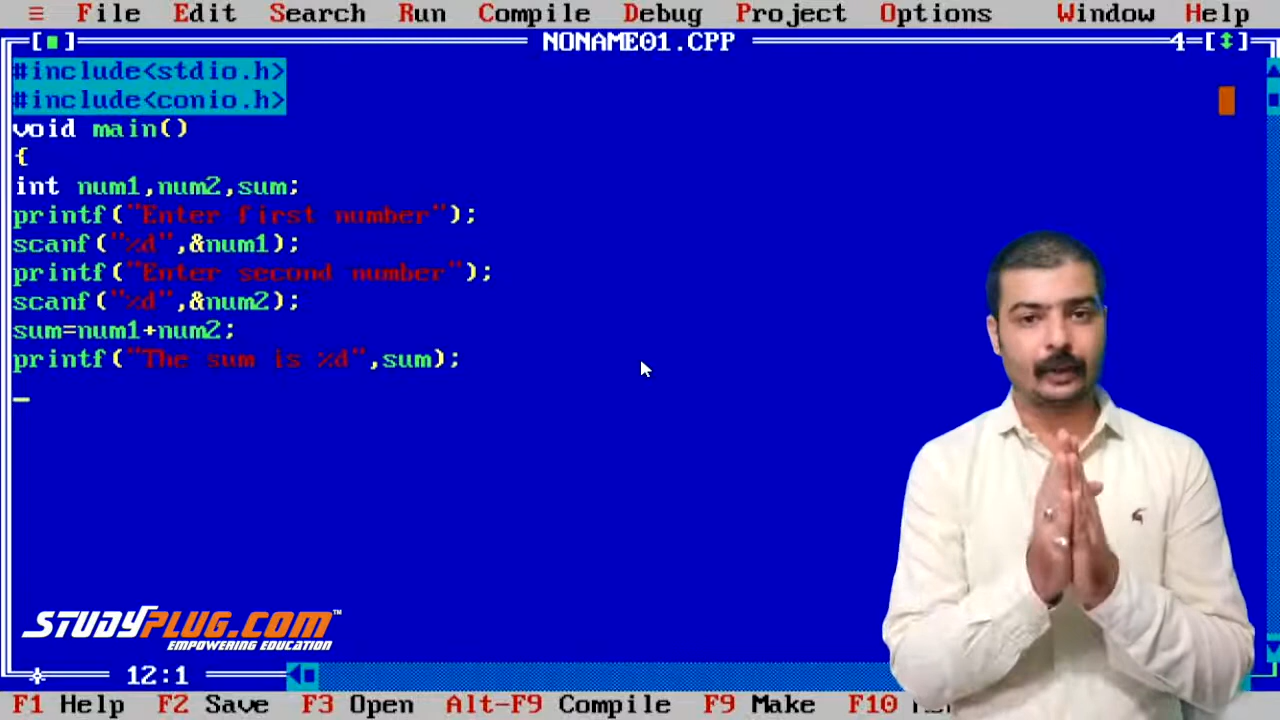 ≡ File Edit Search Run Compile Debug Project Options Window Help
[■] NONAME01.CPP 4=[↕]
#include<stdio.h>
#include<conio.h>
void main()
{
int num1,num2,sum;
printf("Enter first number");
scanf("%d",&num1);
printf("Enter second number");
scanf("%d",&num2);
sum=num1+num2;
printf("The sum is %d",sum);
STUDYPLUG.COM™
EMPOWERING EDUCATION
12:1
F1 Help F2 Save F3 Open Alt-F9 Compile F9 Make F10